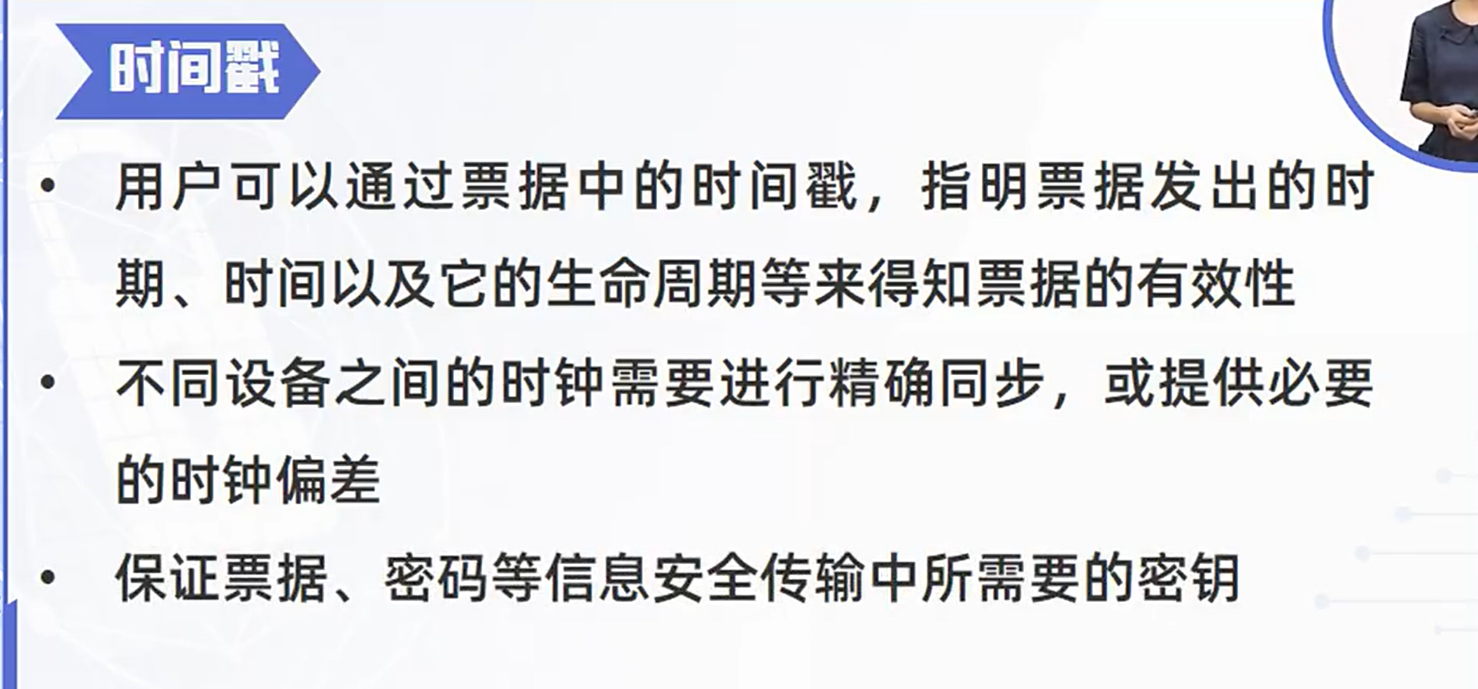 时间戳
• 用户可以通过票据中的时间戳，指明票据发出的时
期、时间以及它的生命周期等来得知票据的有效性
• 不同设备之间的时钟需要进行精确同步，或提供必要
的时钟偏差
• 保证票据、密码等信息安全传输中所需要的密钥